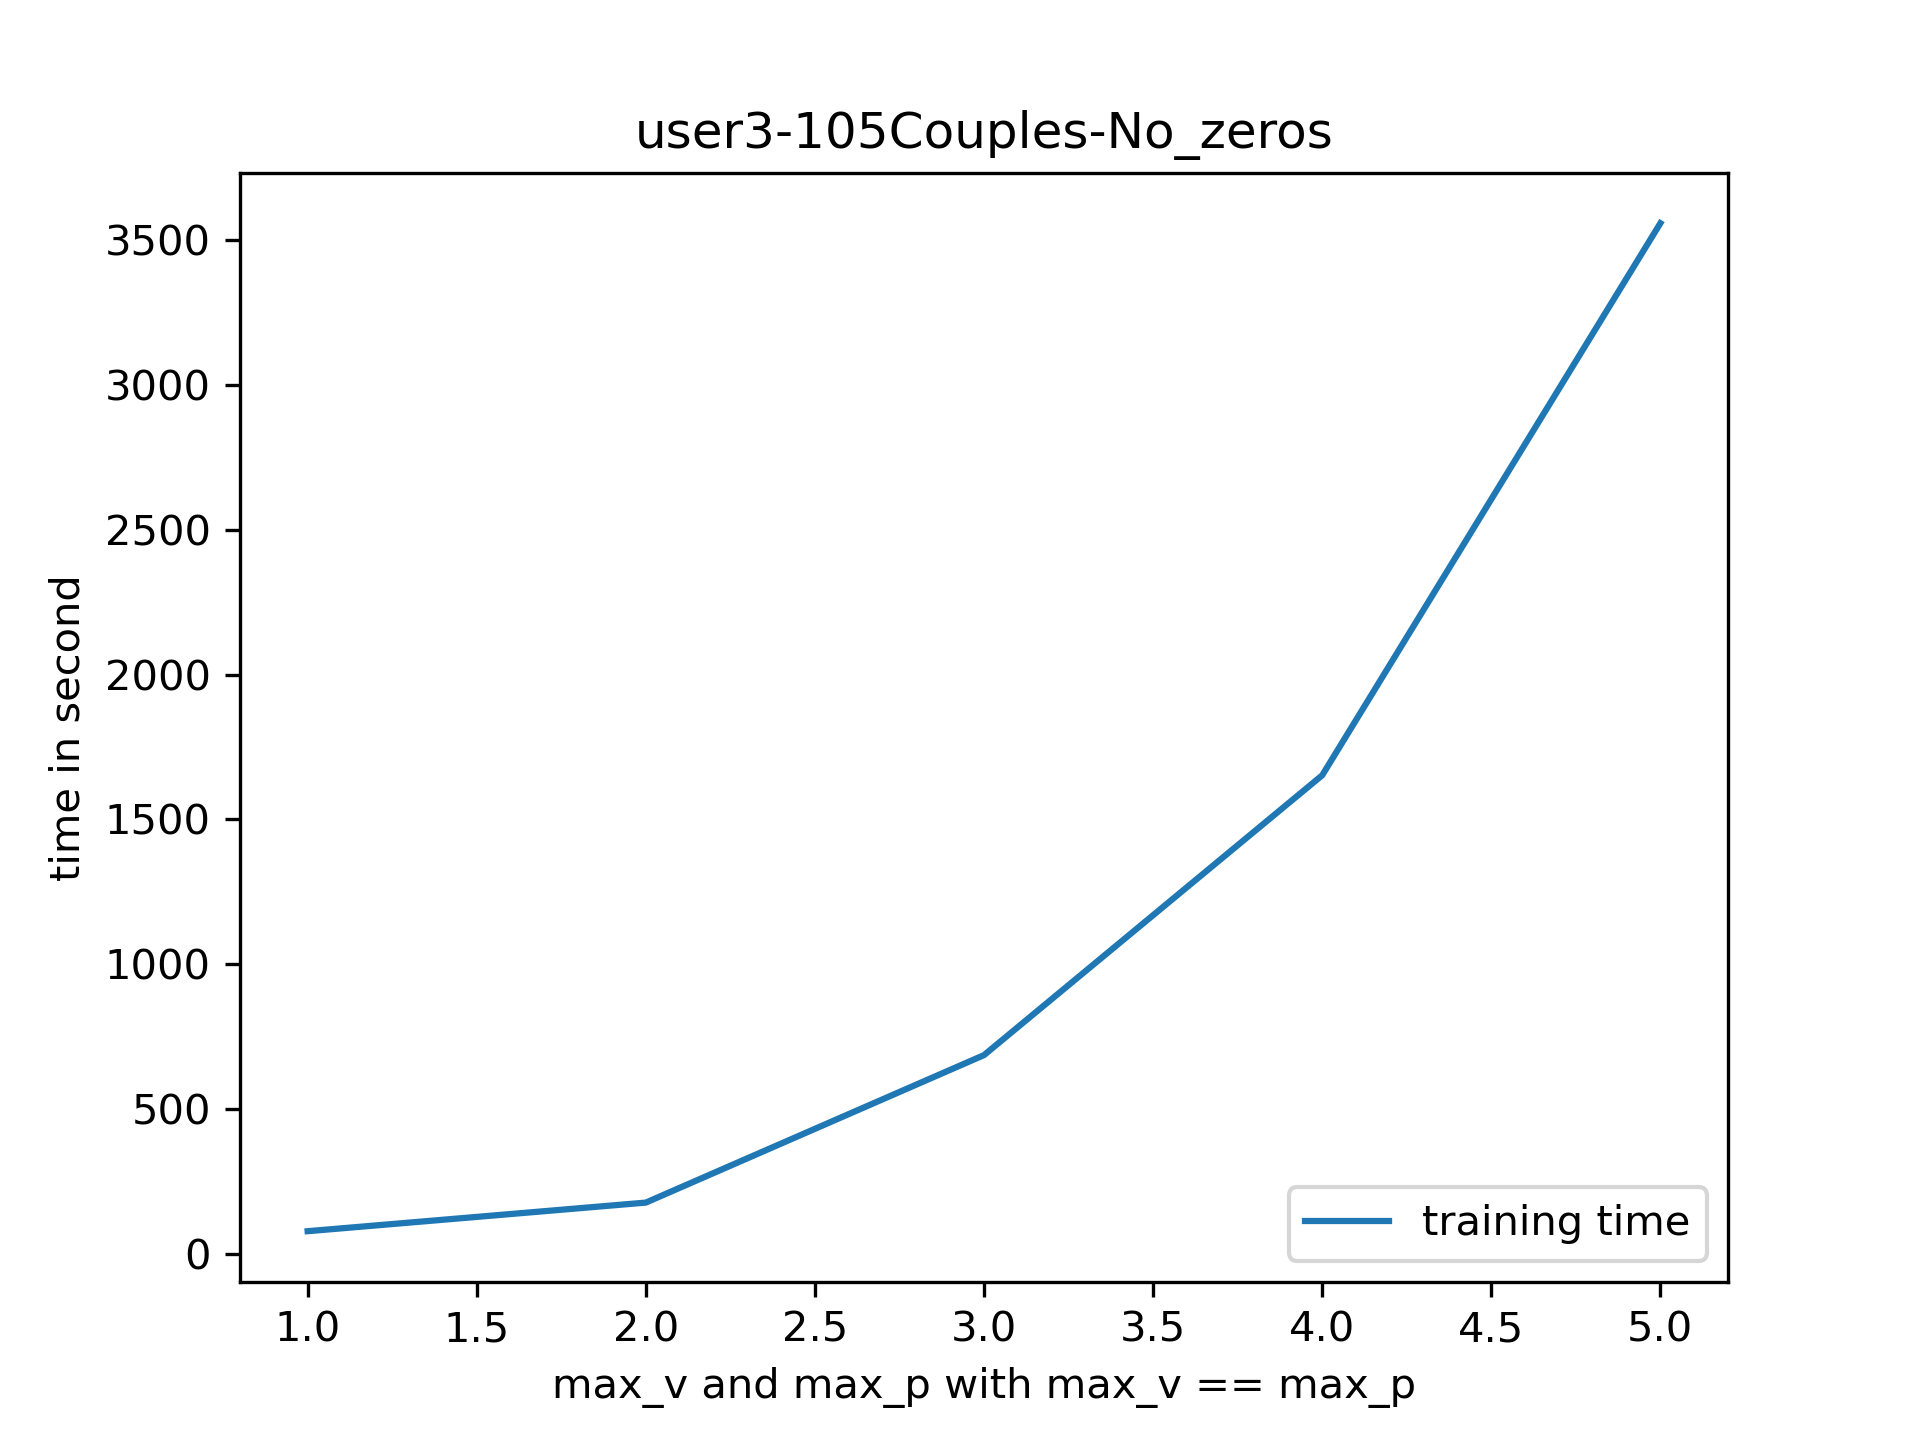 user3-105Couples-No_zeros
3500
3000
2500
2000
1500
1000
500
0
time in second
training time
1.0 1.5 2.0 2.5 3.0 3.5 4.0 4.5 5.0
max_v and max_p with max_v == max_p